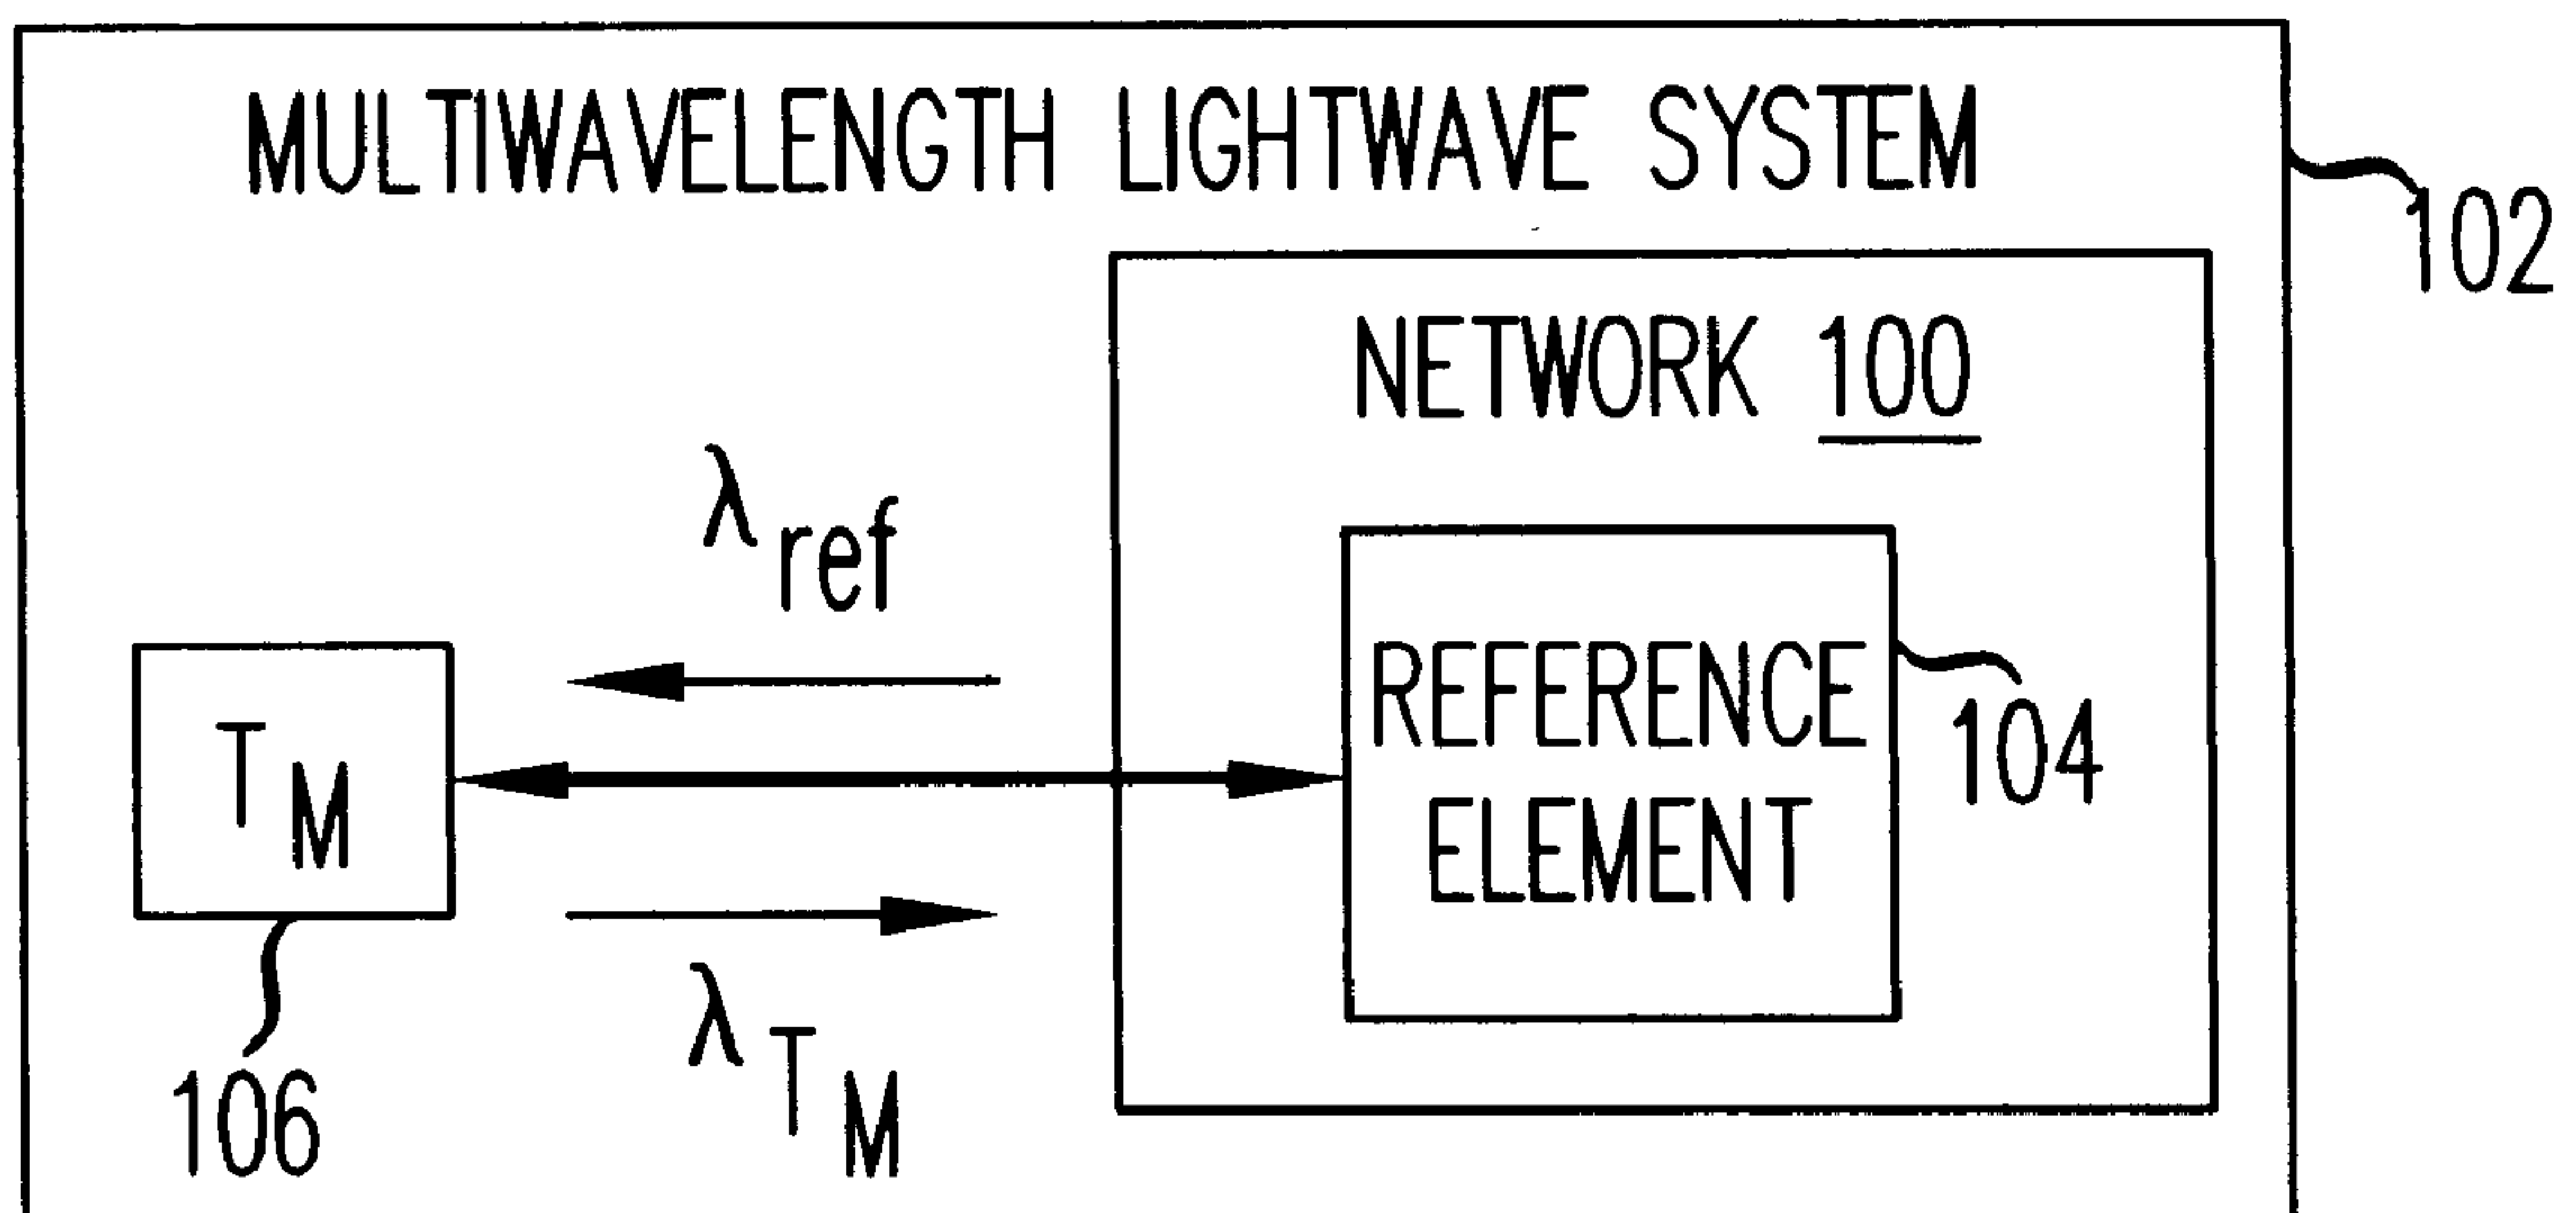 MULTIWAVELENGTH LIGHTWAVE SYSTEM
102
NETWORK 100
λref
REFERENCE
ELEMENT
104
TM
λTM
106